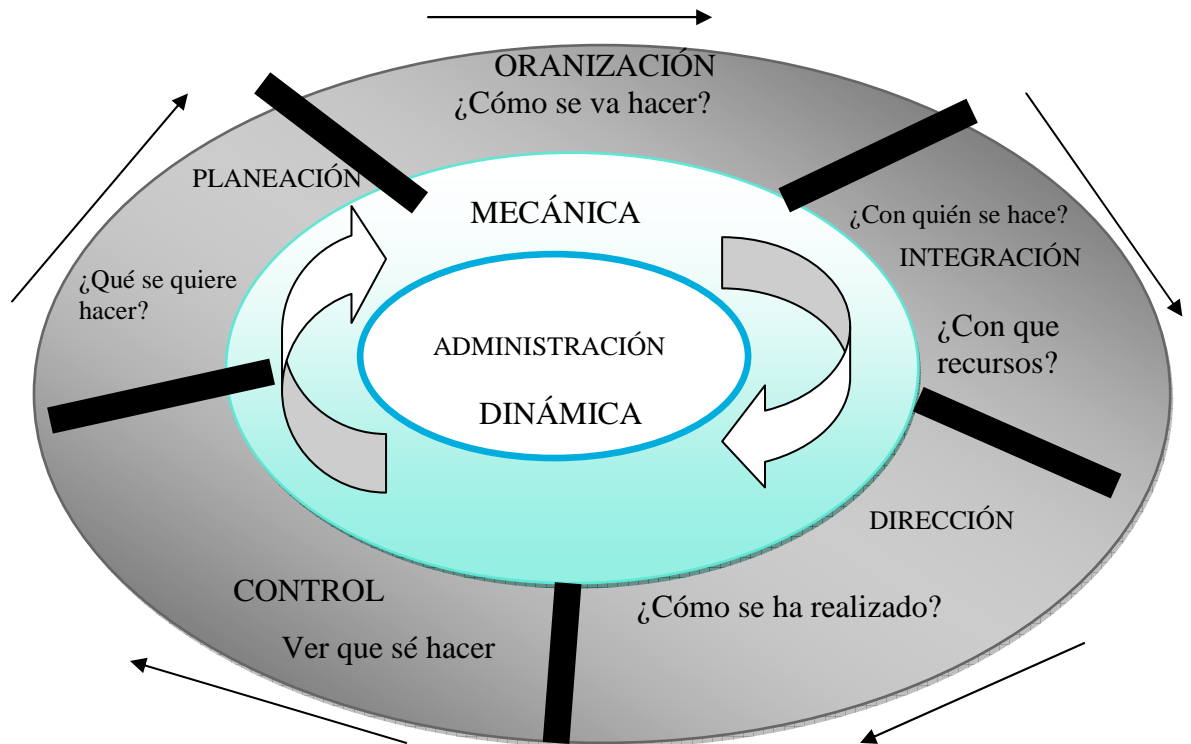 ORANIZACIÓN
¿Cómo se va hacer?
PLANEACIÓN
¿Qué se quiere
hacer?
MECÁNICA
¿Con quién se hace?
INTEGRACIÓN
¿Con que
recursos?
ADMINISTRACIÓN
DINÁMICA
DIRECCIÓN
¿Cómo se ha realizado?
CONTROL
Ver que sé hacer